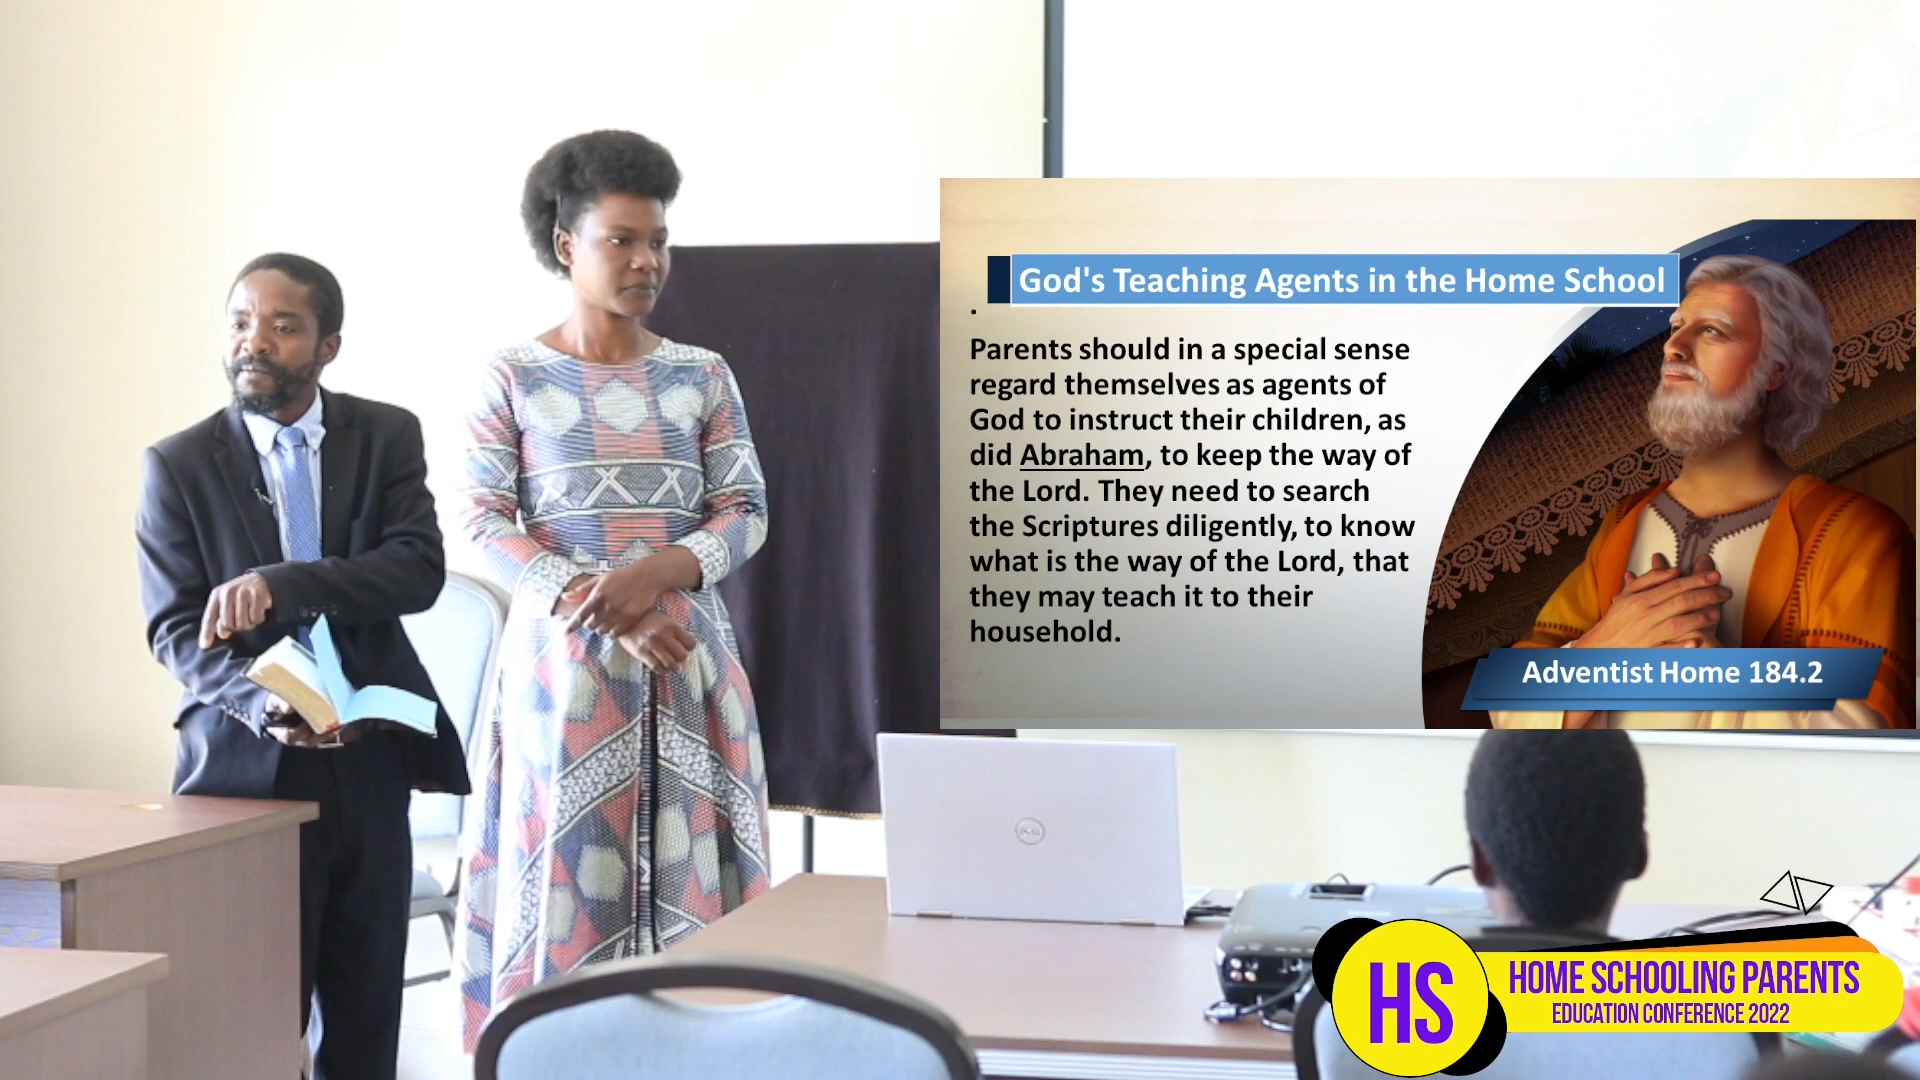 God's Teaching Agents in the Home School
.
Parents should in a special sense
regard themselves as agents of
God to instruct their children, as
did Abraham, to keep the way of
the Lord. They need to search
the Scriptures diligently, to know
what is the way of the Lord, that
they may teach it to their
household.
Adventist Home 184.2
DELL
HS
HOME SCHOOLING PARENTS
EDUCATION CONFERENCE 2022